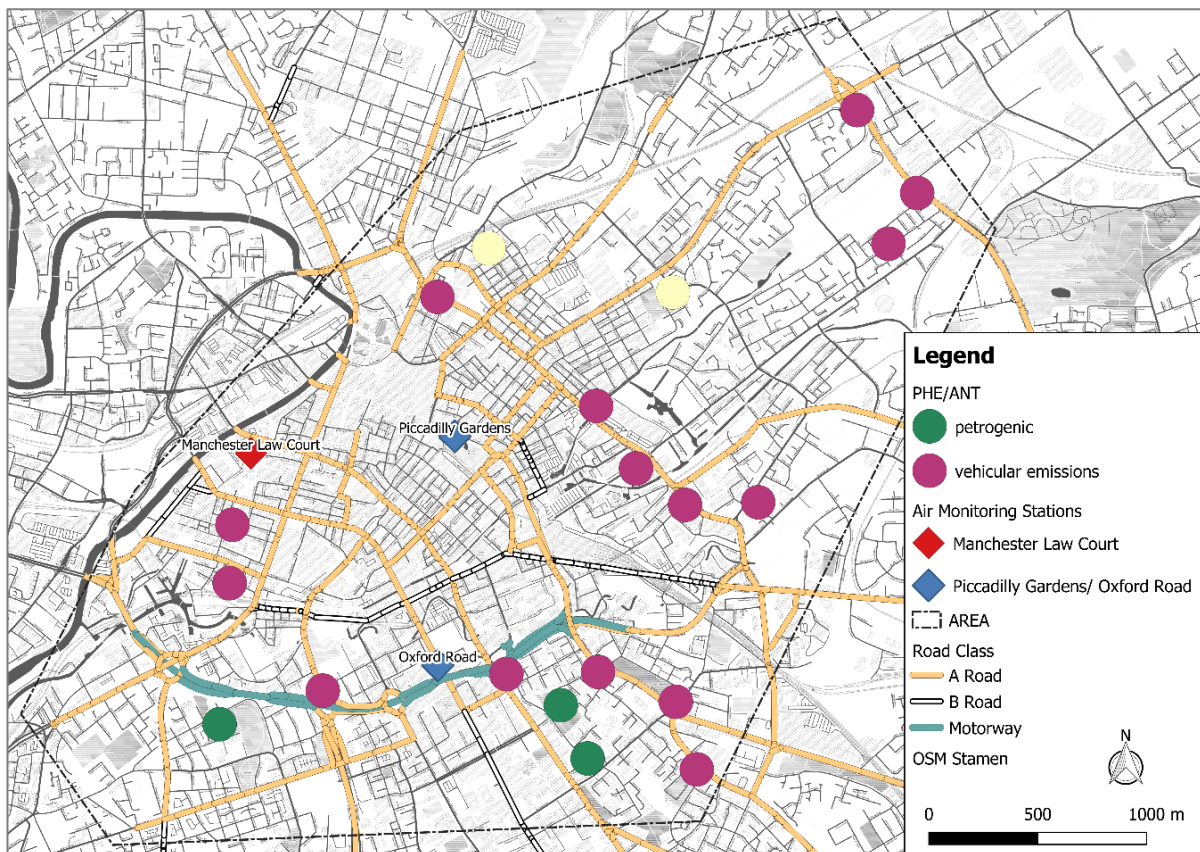 Manchester Law Court
Piccadilly Gardens
Oxford Road
Legend
PHE/ANT
petrogenic
vehicular emissions
Air Monitoring Stations
Manchester Law Court
Piccadilly Gardens/ Oxford Road
AREA
Road Class
A Road
B Road
Motorway
OSM Stamen
N
0 500 1000 m